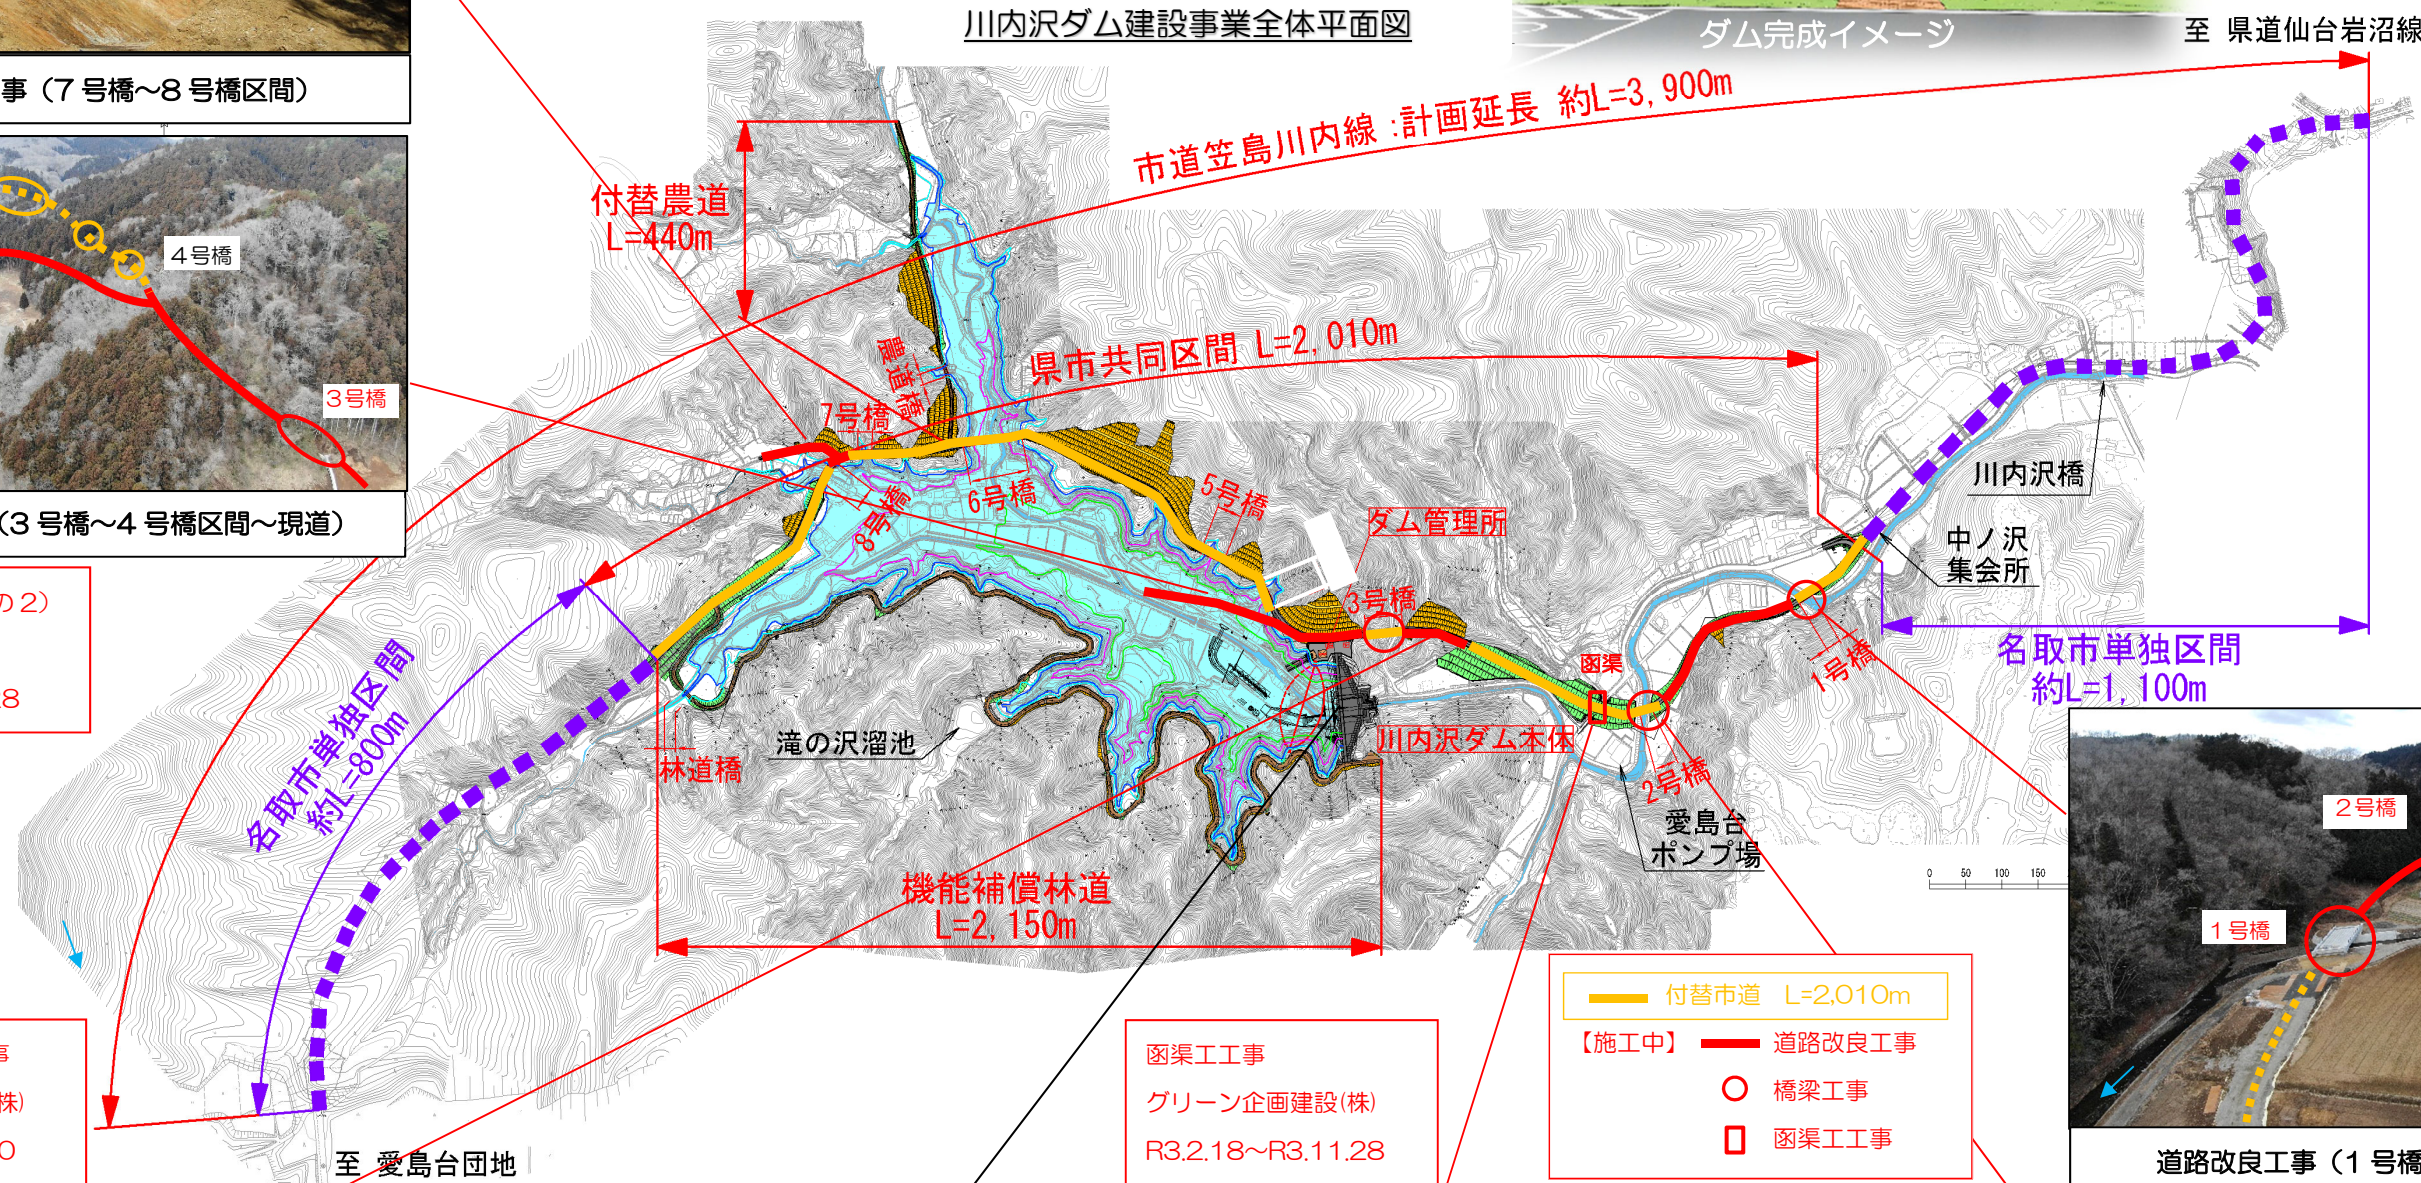 川内沢ダム建設事業全体平面図
ダム完成イメージ
至 県道仙台岩沼線
事（7号橋～8号橋区間）
市道笠島川内線：計画延長 約L=3,900m
付替農道
L=440m
4号橋
3号橋
（3号橋～4号橋区間～現道）
県市共同区間 L=2,010m
農道橋
7号橋
8号橋
6号橋
5号橋
ダム管理所
3号橋
川内沢橋
中ノ沢
集会所
の2）
8
名取市単独区間
約L=800m
名取市単独区間
約L=1,100m
1号橋
函渠
2号橋
川内沢ダム本体
滝の沢溜池
林道橋
愛島台
ポンプ場
機能補償林道
L=2,150m
0 50 100 150
2号橋
1号橋
付替市道 L=2,010m
【施工中】 道路改良工事
橋梁工事
函渠工工事
函渠工工事
グリーン企画建設(株)
R3.2.18～R3.11.28
事
株)
0
至 愛島台団地
道路改良工事（1号橋